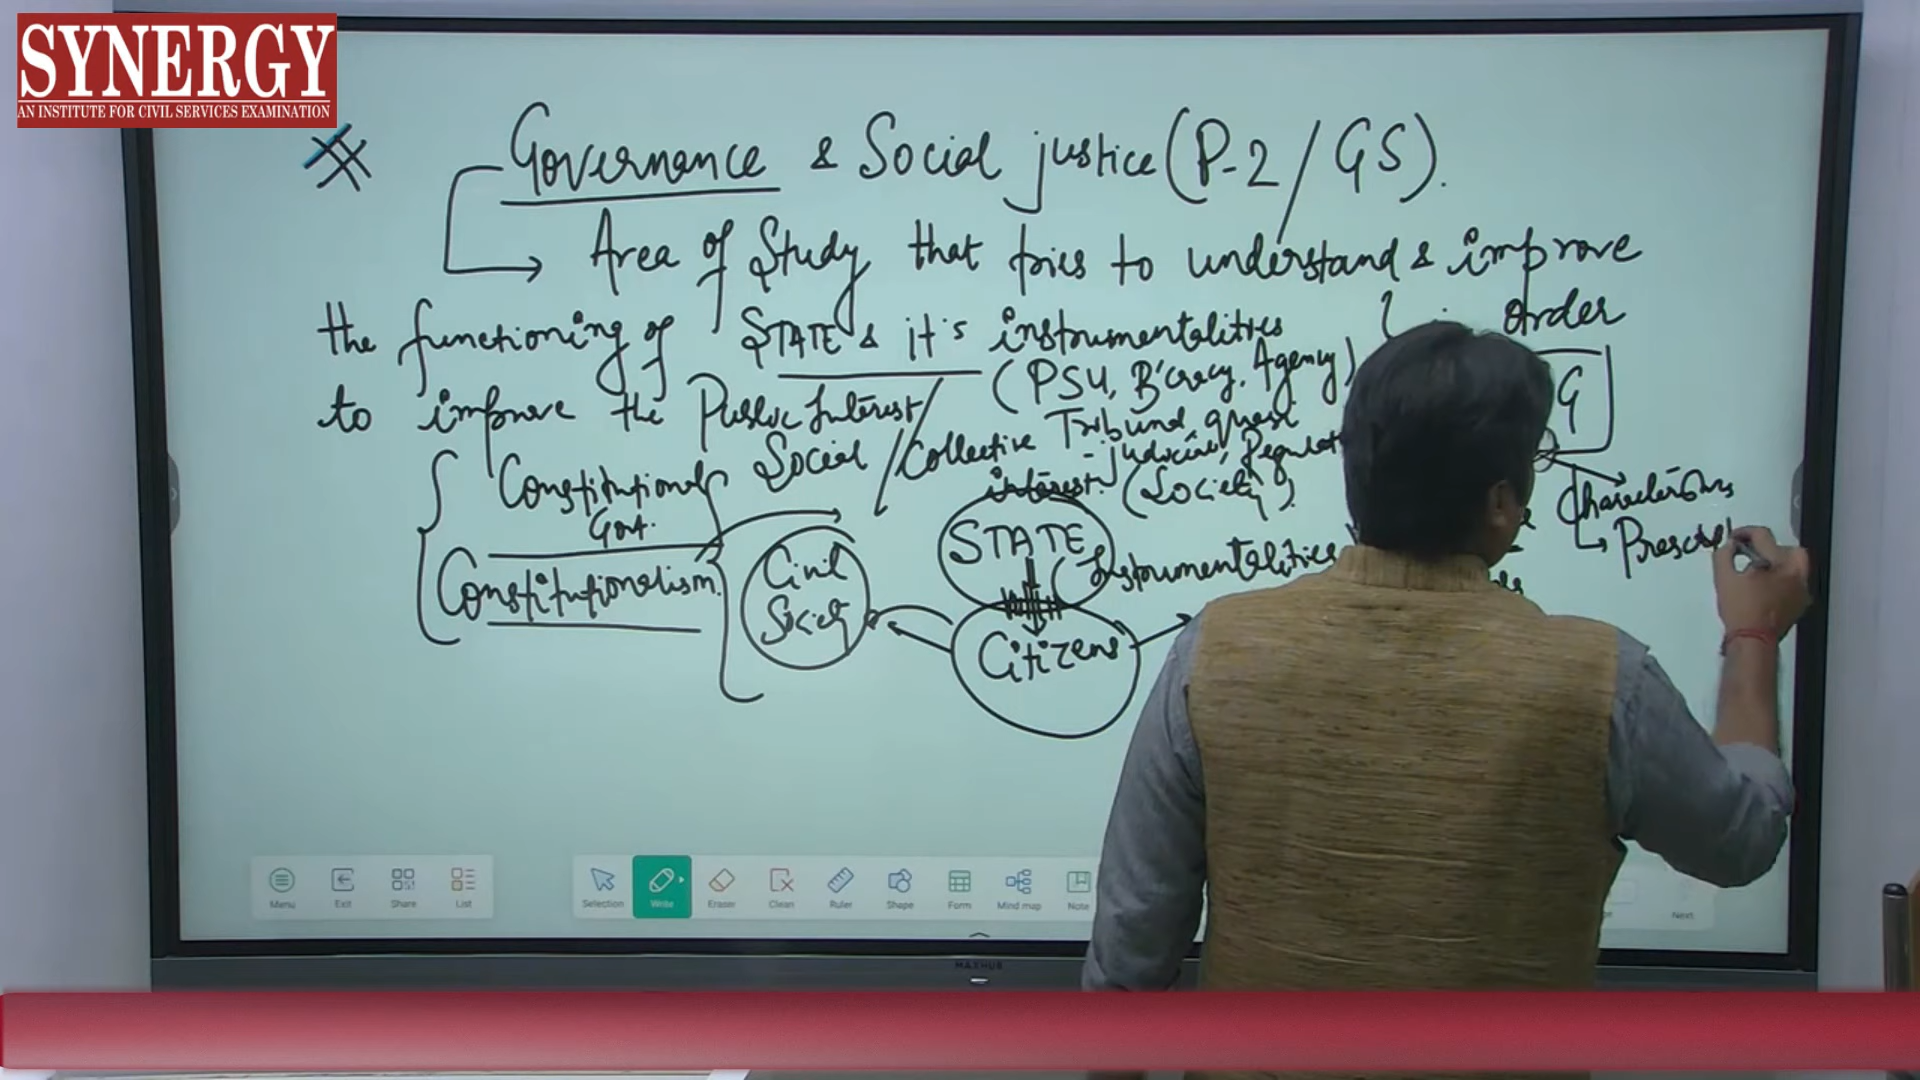 SYNERGY
AN INSTITUTE FOR CIVIL SERVICES EXAMINATION
Governance & Social justice (P-2/GS).
Area of Study that tries to understand & improve
the functioning of STATE & it's instrumentalities
order
(PSU, B'cracy, Agency)
to improve the Public Interest/
Tribunal, quasi
Social / Collective
-judicial,
interest. (Society).
{ Constitutional
Govt.
Constitutionalism.
Civil
Society
STATE
(Instrumentalities
Citizens
G
Prescr
Menu
Exit
Share
List
Selection
Write
Eraser
Clean
Ruler
Shape
Form
Mind map
Note
Next
MAXHUB